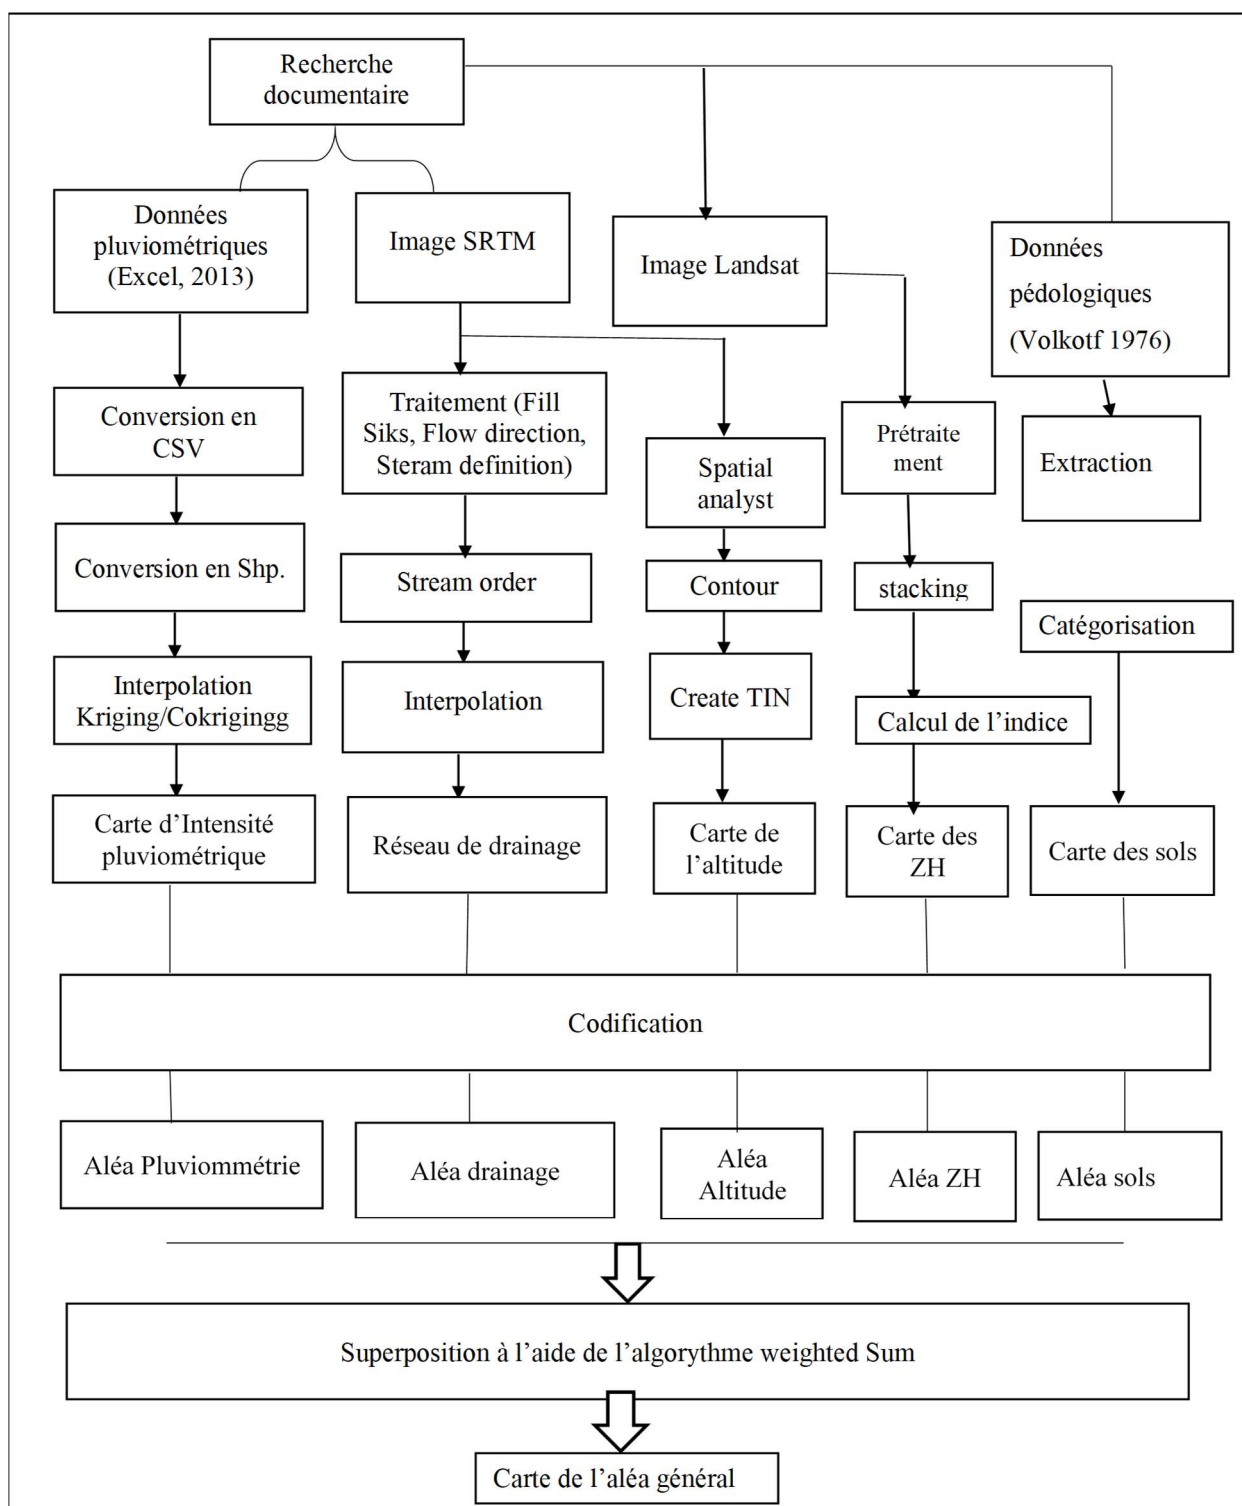 Recherche
documentaire
Données
pluviométriques
(Excel, 2013)
Image SRTM
Image Landsat
Données
pédologiques
(Volkotf 1976)
Conversion en
CSV
Traitement (Fill
Siks, Flow direction,
Steram definition)
Spatial
analyst
Prétraite
ment
Extraction
Conversion en Shp.
Stream order
Contour
stacking
Catégorisation
Interpolation
Kriging/Cokrigingg
Interpolation
Create TIN
Calcul de l’indice
Carte d’Intensité
pluviométrique
Réseau de drainage
Carte de
l’altitude
Carte des
ZH
Carte des sols
Codification
Aléa Pluviommétrie
Aléa drainage
Aléa
Altitude
Aléa ZH
Aléa sols
Superposition à l’aide de l’algorythme weighted Sum
Carte de l’aléa général